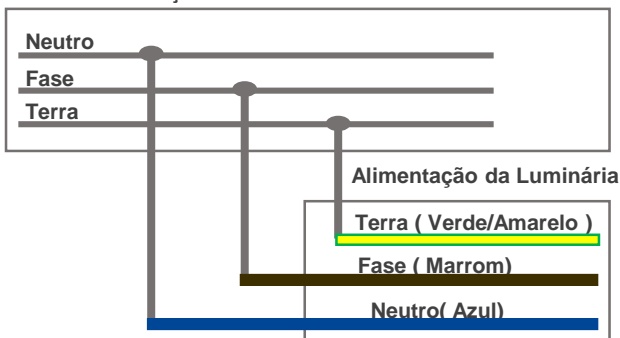 Neutro
Fase
Terra
Alimentação da Luminária
Terra ( Verde/Amarelo )
Fase ( Marrom)
Neutro( Azul)